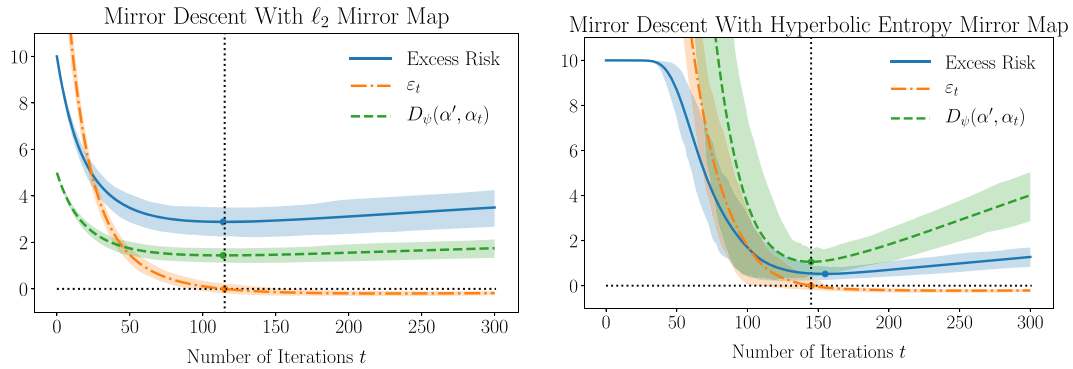 Mirror Descent With ℓ₂ Mirror Map
10
8
6
4
2
0
Excess Risk
εₜ
D_ψ(α′, αₜ)
0 50 100 150 200 250 300
Number of Iterations t
Mirror Descent With Hyperbolic Entropy Mirror Map
10
8
6
4
2
0
Excess Risk
εₜ
D_ψ(α′, αₜ)
0 50 100 150 200 250 300
Number of Iterations t